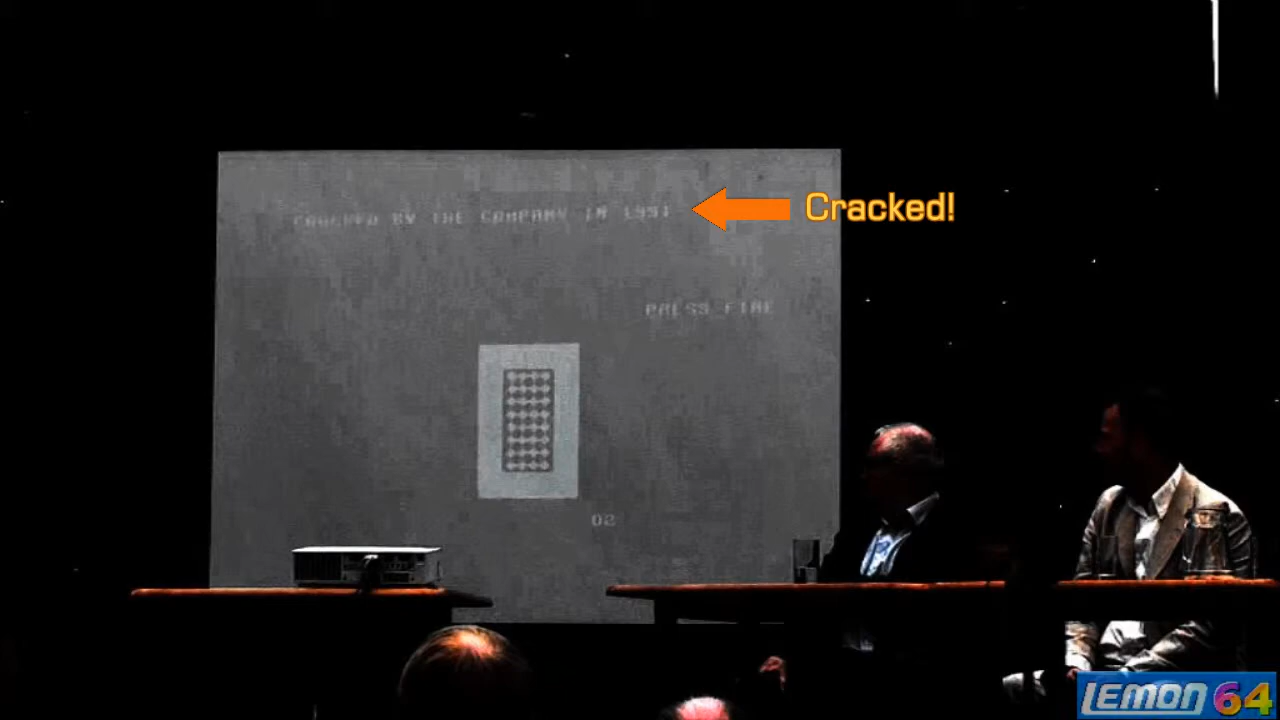 CRACKED BY THE COMPANY IN 1991
Cracked!
PRESS FIRE
02
LEMON 64